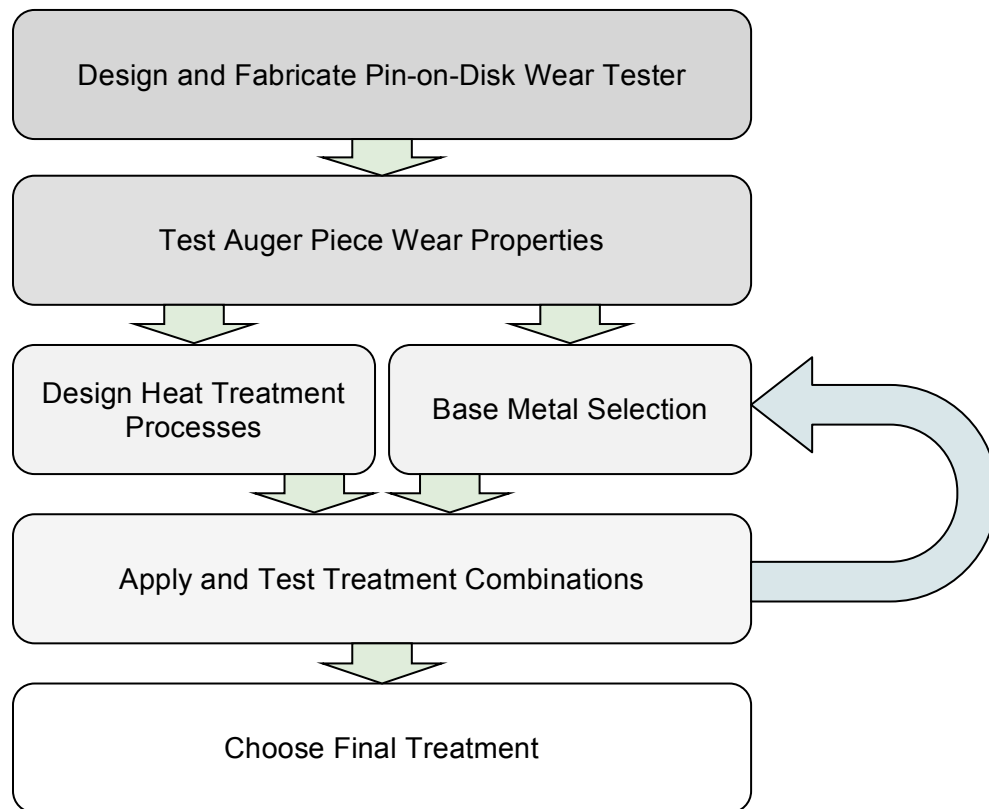 Design and Fabricate Pin-on-Disk Wear Tester
Test Auger Piece Wear Properties
Design Heat Treatment
Processes
Base Metal Selection
Apply and Test Treatment Combinations
Choose Final Treatment